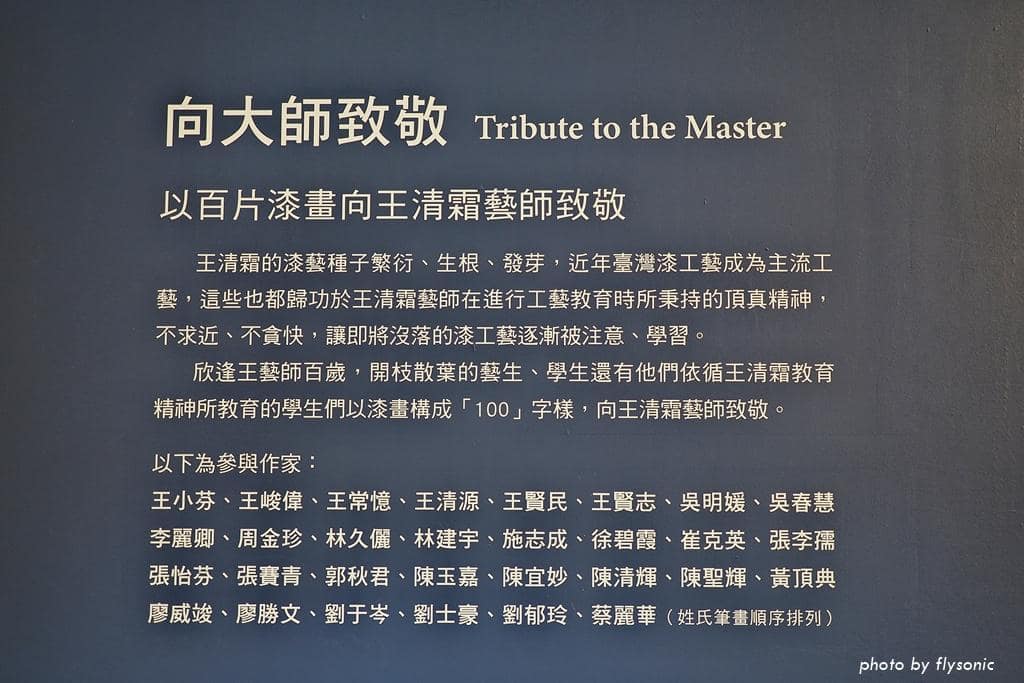 向大師致敬 Tribute to the Master
以百片漆畫向王清霜藝師致敬
王清霜的漆藝種子繁衍、生根、發芽，近年臺灣漆工藝成為主流工
藝，這些也都歸功於王清霜藝師在進行工藝教育時所秉持的頂真精神，
不求近、不貪快，讓即將沒落的漆工藝逐漸被注意、學習。
欣逢王藝師百歲，開枝散葉的藝生、學生還有他們依循王清霜教育
精神所教育的學生們以漆畫構成「100」字樣，向王清霜藝師致敬。
以下為參與作家：
王小芬、王峻偉、王常憶、王清源、王賢民、王賢志、吳明媛、吳春慧
李麗卿、周金珍、林久儷、林建宇、施志成、徐碧霞、崔克英、張李孺
張怡芬、張寶青、郭秋君、陳玉嘉、陳宜妙、陳清輝、陳聖輝、黃頂典
廖威竣、廖勝文、劉于岑、劉士豪、劉郁玲、蔡麗華（姓氏筆畫順序排列）
photo by flysonic